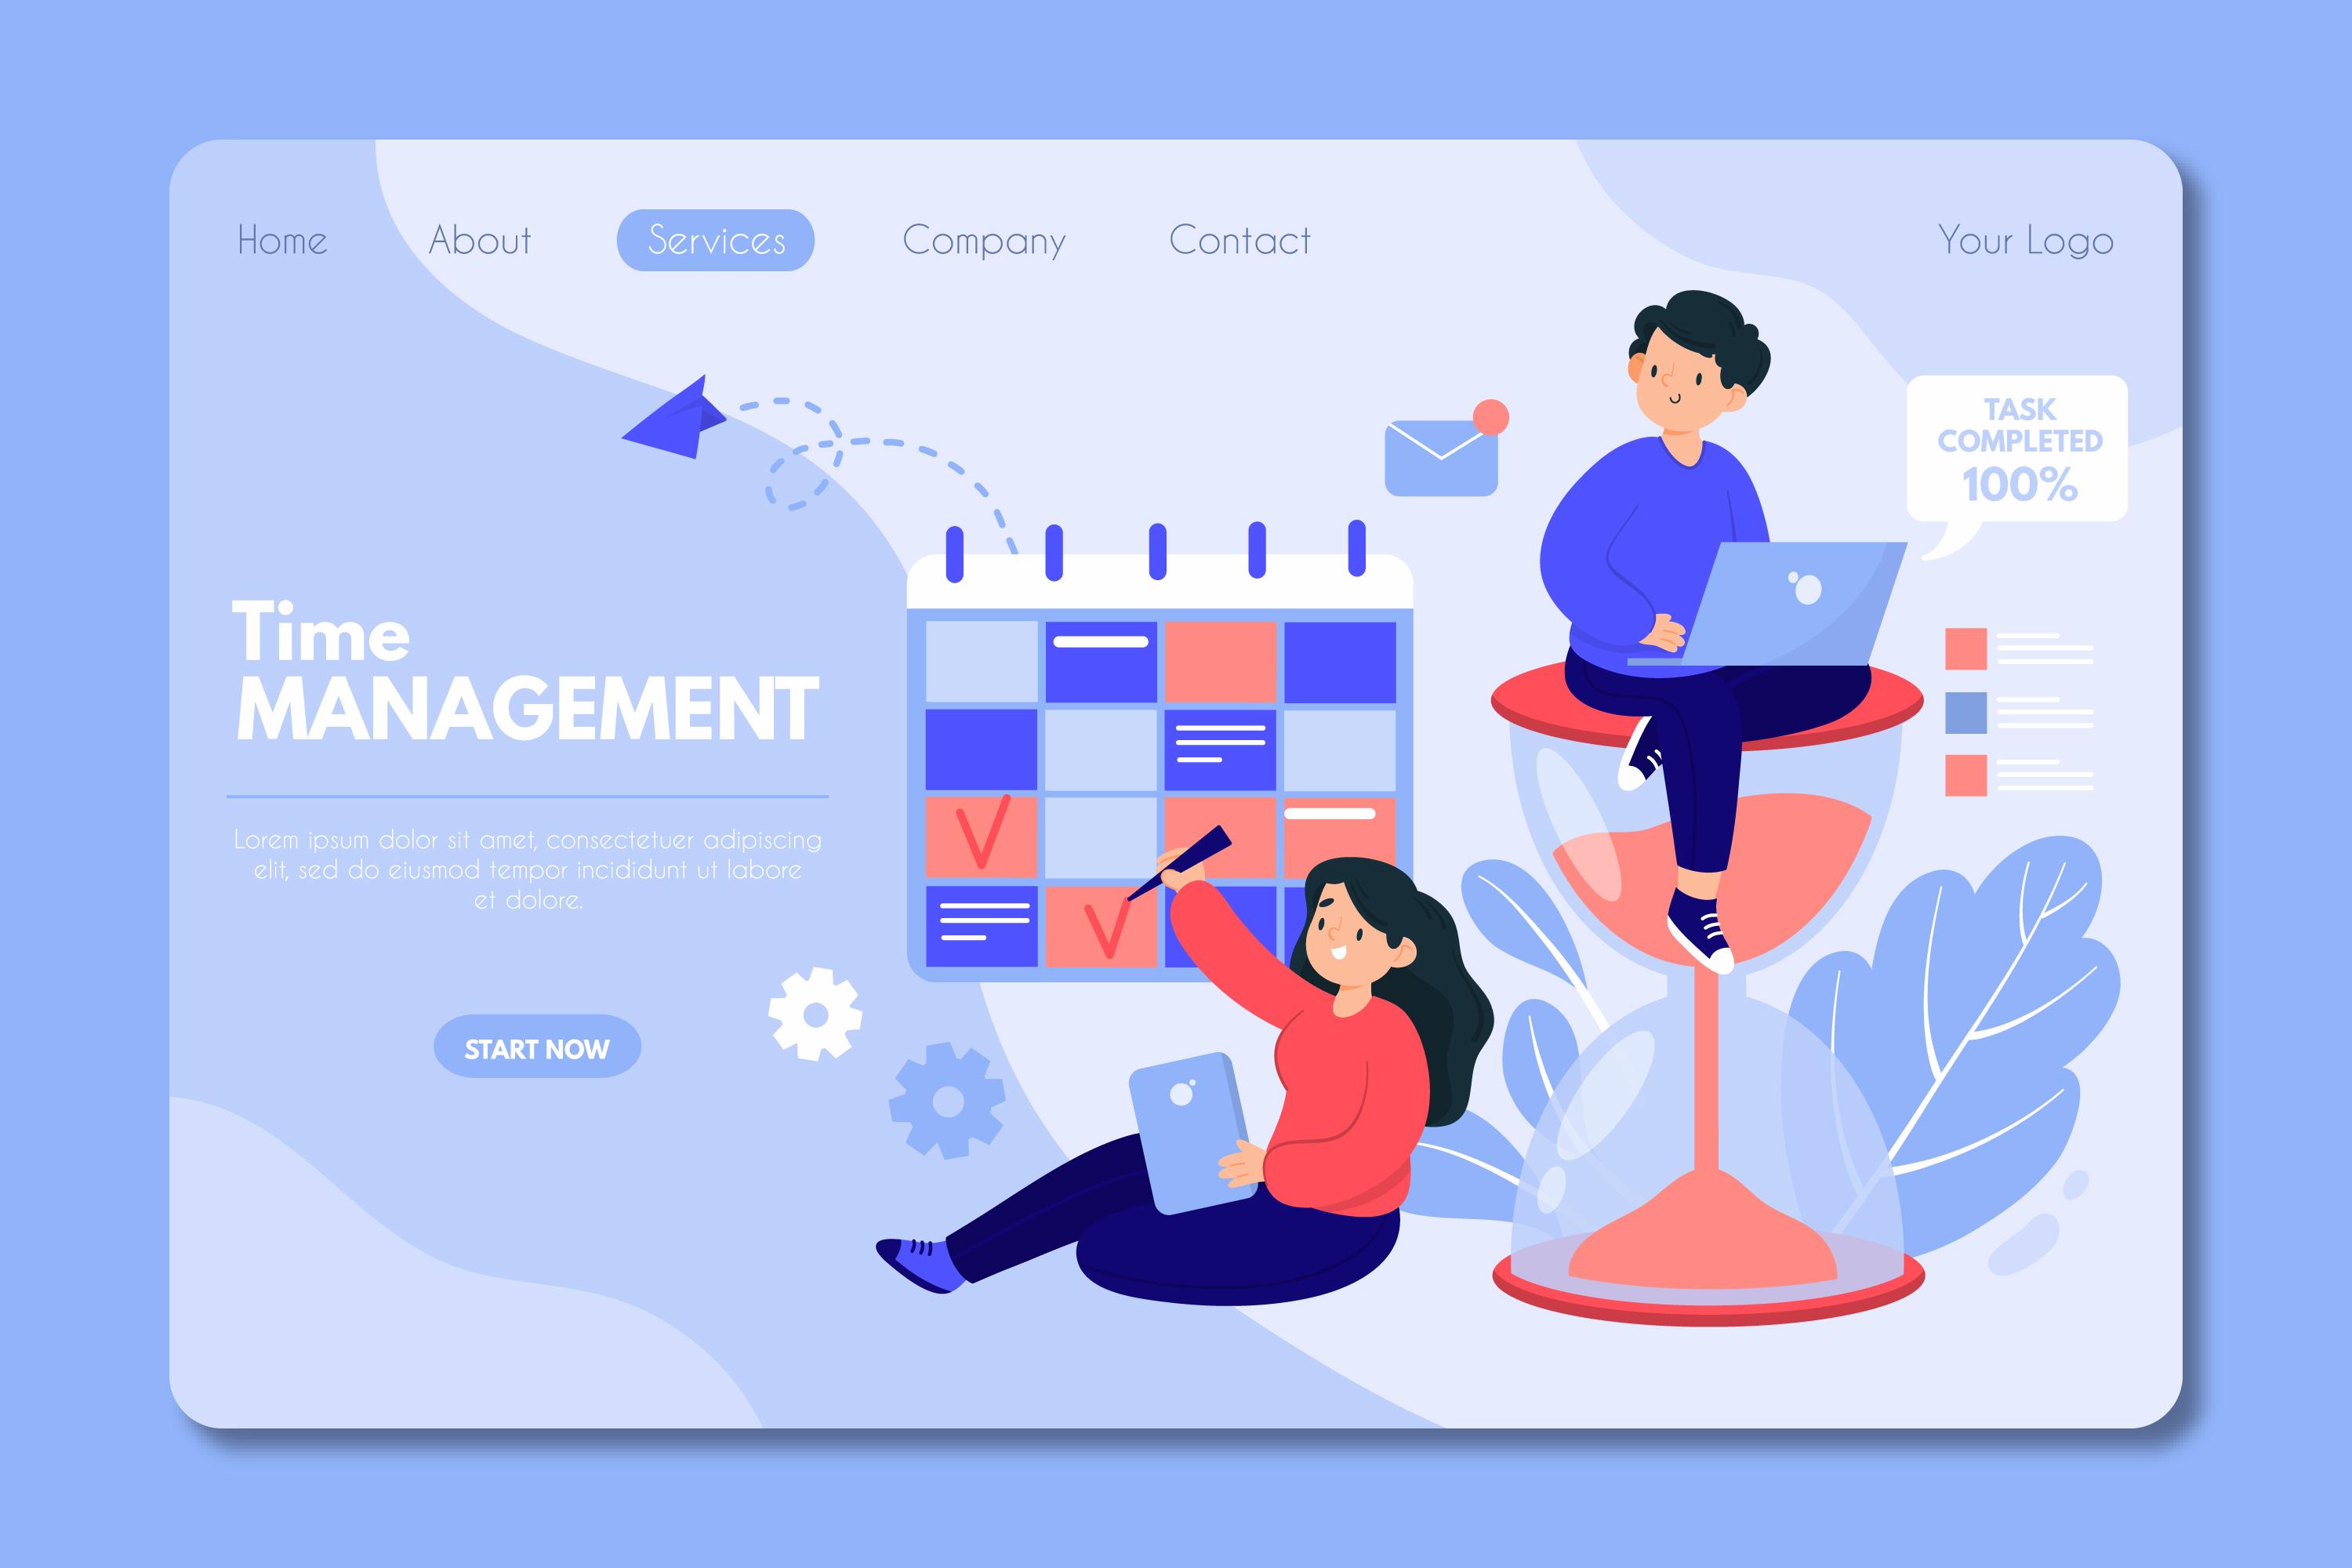 Home About Services Company Contact Your Logo
TASK
COMPLETED
100%
Time
MANAGEMENT
Lorem ipsum dolor sit amet, consectetuer adipiscing
elit, sed do eiusmod tempor incididunt ut labore
et dolore.
START NOW